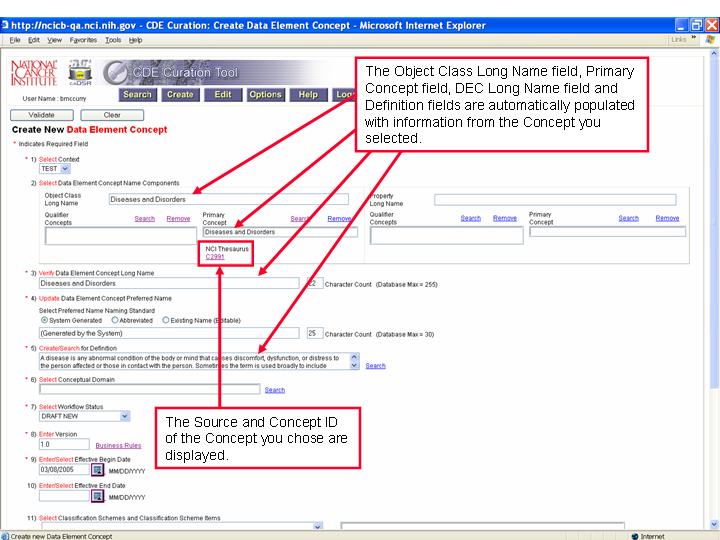 http://ncicb-qa.nci.nih.gov - CDE Curation: Create Data Element Concept - Microsoft Internet Explorer
File Edit View Favorites Tools Help
Links »
NATIONAL CANCER INSTITUTE
caDSR
CDE Curation Tool
User Name : bmccurry
Search Create Edit Options Help
The Object Class Long Name field, Primary
Concept field, DEC Long Name field and
Definition fields are automatically populated
with information from the Concept you
selected.
Validate Clear
Create New Data Element Concept
* Indicates Required Field
* 1) Select Context
TEST
* 2) Select Data Element Concept Name Components
Object Class
Long Name
Diseases and Disorders
Property
Long Name
Qualifier
Concepts
Search Remove
Primary
Concept
Search Remove
Qualifier
Concepts
Search Remove
Primary
Concept
Search Remove
Diseases and Disorders
NCI Thesaurus
C2991
* 3) Verify Data Element Concept Long Name
Diseases and Disorders 22 Character Count (Database Max = 255)
* 4) Update Data Element Concept Preferred Name
Select Preferred Name Naming Standard
System Generated Abbreviated Existing Name (Editable)
(Generated by the System) 25 Character Count (Database Max = 30)
* 5) Create/Search for Definition
A disease is any abnormal condition of the body or mind that causes discomfort, dysfunction, or distress to
the person affected or those in contact with the person. Sometimes the term is used broadly to include
Search
* 6) Select Conceptual Domain
Search
* 7) Select Workflow Status
DRAFT NEW
The Source and Concept ID
of the Concept you chose are
displayed.
* 8) Enter Version
1.0 Business Rules
* 9) Enter/Select Effective Begin Date
03/08/2005 MM/DD/YYYY
10) Enter/Select Effective End Date
MM/DD/YYYY
11) Select Classification Schemes and Classification Scheme Items
Create new Data Element Concept
Internet